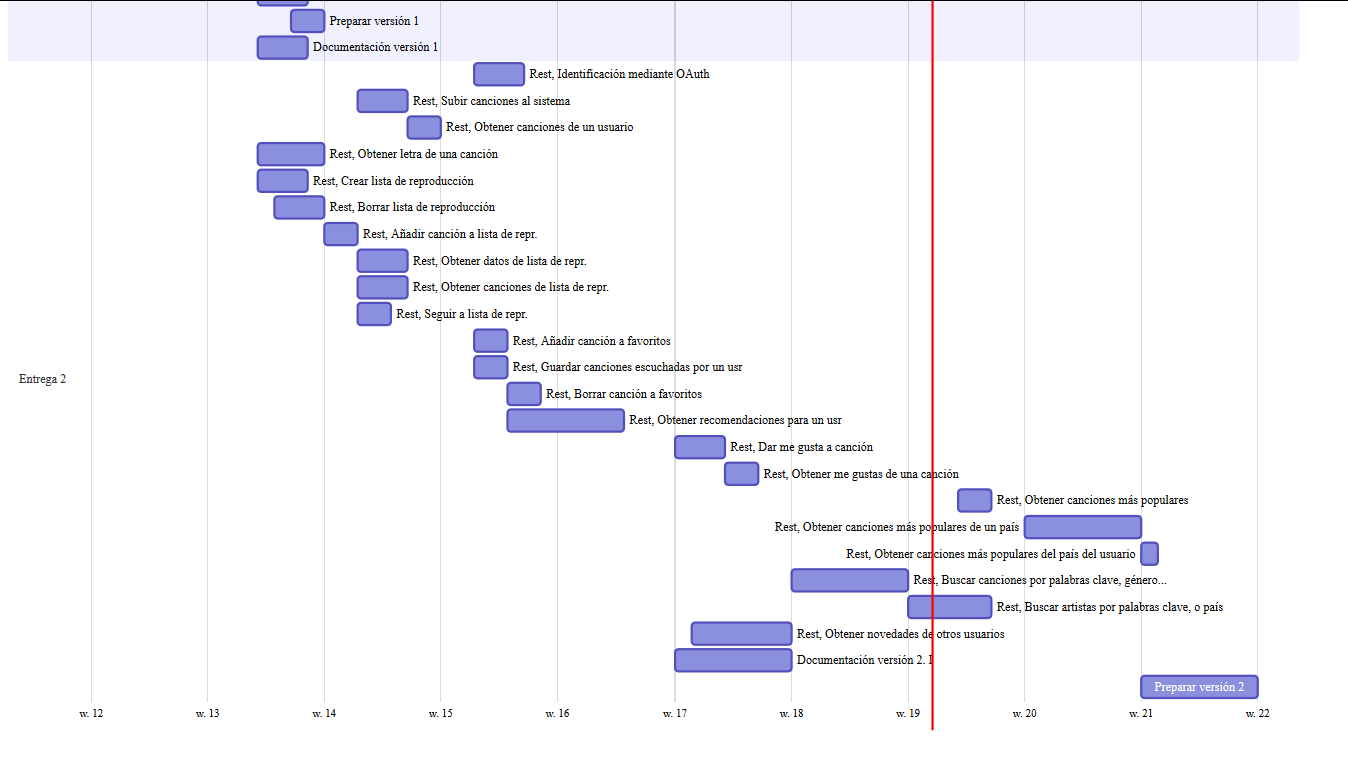 Preparar versión 1
Documentación versión 1
Rest, Identificación mediante OAuth
Rest, Subir canciones al sistema
Rest, Obtener canciones de un usuario
Rest, Obtener letra de una canción
Rest, Crear lista de reproducción
Rest, Borrar lista de reproducción
Rest, Añadir canción a lista de repr.
Rest, Obtener datos de lista de repr.
Rest, Obtener canciones de lista de repr.
Rest, Seguir a lista de repr.
Rest, Añadir canción a favoritos
Rest, Guardar canciones escuchadas por un usr
Entrega 2
Rest, Borrar canción a favoritos
Rest, Obtener recomendaciones para un usr
Rest, Dar me gusta a canción
Rest, Obtener me gustas de una canción
Rest, Obtener canciones más populares
Rest, Obtener canciones más populares de un país
Rest, Obtener canciones más populares del país del usuario
Rest, Buscar canciones por palabras clave, género...
Rest, Buscar artistas por palabras clave, o país
Rest, Obtener novedades de otros usuarios
Documentación versión 2. I
Preparar versión 2
w. 12 w. 13 w. 14 w. 15 w. 16 w. 17 w. 18 w. 19 w. 20 w. 21 w. 22